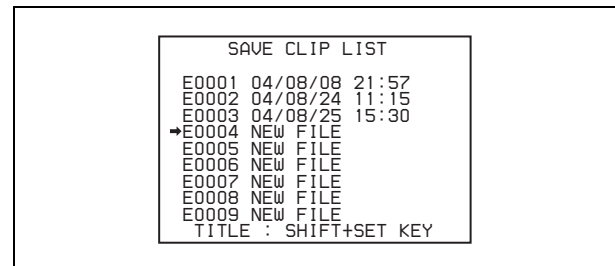 SAVE CLIP LIST
E0001 04/08/08 21:57
E0002 04/08/24 11:15
E0003 04/08/25 15:30
➡E0004 NEW FILE
E0005 NEW FILE
E0006 NEW FILE
E0007 NEW FILE
E0008 NEW FILE
E0009 NEW FILE
TITLE : SHIFT+SET KEY